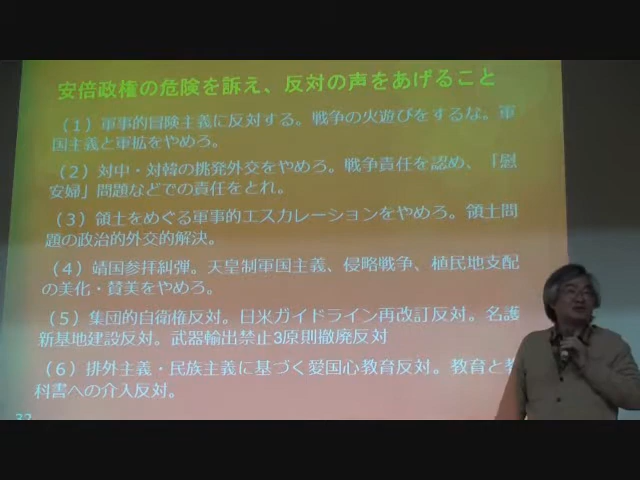 安倍政権の危険を訴え、反対の声をあげること
（1）軍事的冒険主義に反対する。戦争の火遊びをするな。軍
国主義と軍拡をやめろ。
（2）対中・対韓の挑発外交をやめろ。戦争責任を認め、「慰
安婦」問題などでの責任をとれ。
（3）領土をめぐる軍事的エスカレーションをやめろ。領土問
題の政治的外交的解決。
（4）靖国参拝糾弾。天皇制軍国主義、侵略戦争、植民地支配
の美化・賛美をやめろ。
（5）集団的自衛権反対。日米ガイドライン再改訂反対。名護
新基地建設反対。武器輸出禁止3原則撤廃反対
（6）排外主義・民族主義に基づく愛国心教育反対。教育と教
科書への介入反対。
32